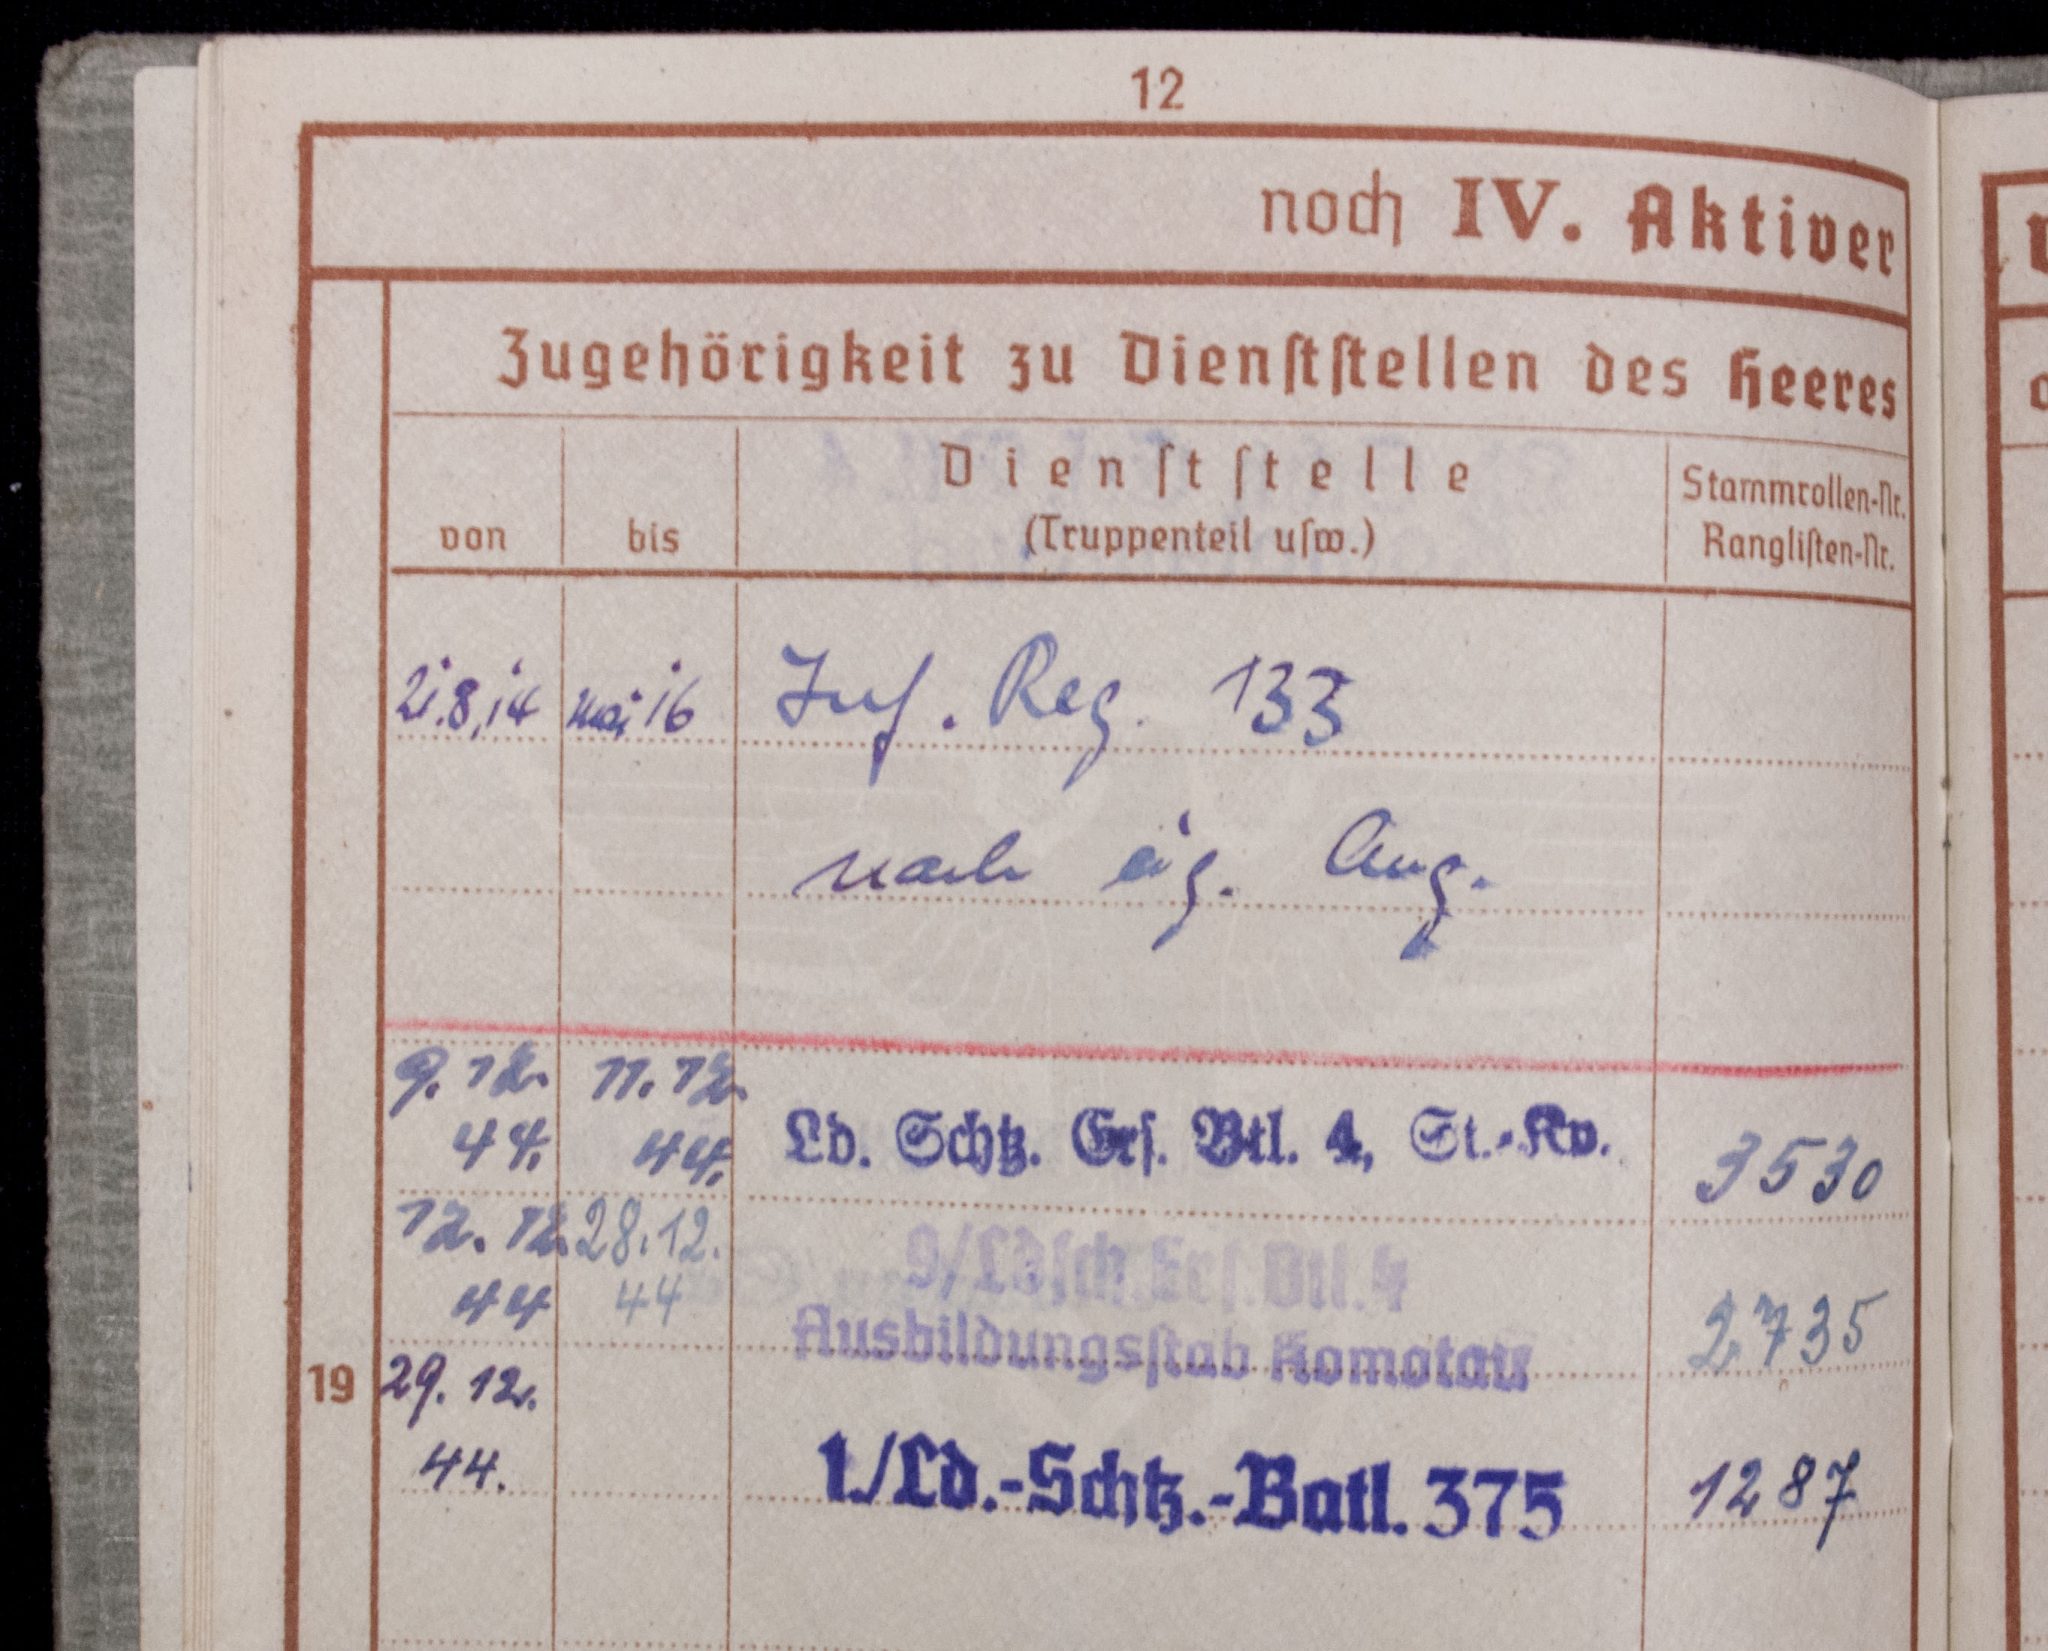 12
noch IV. Aktiver
Zugehörigkeit zu Dienststellen des Heeres
von bis Dienststelle (Truppenteil usw.) Stammrollen-Nr. Ranglisten-Nr.
21.8.14 Mai 16 Inf. Reg. 133
nach eig. Ang.
9.12. 44. 11.12. 44. Ld. Schtz. Ers. Btl. 4, St.-Kp. 3530
12.12. 44 28.12. 44 9/Ldsch. Ers. Btl. 4 2735
Ausbildungsstab Komotau
19 29.12. 44. 1./Ld.-Schtz.-Batl. 375 1287